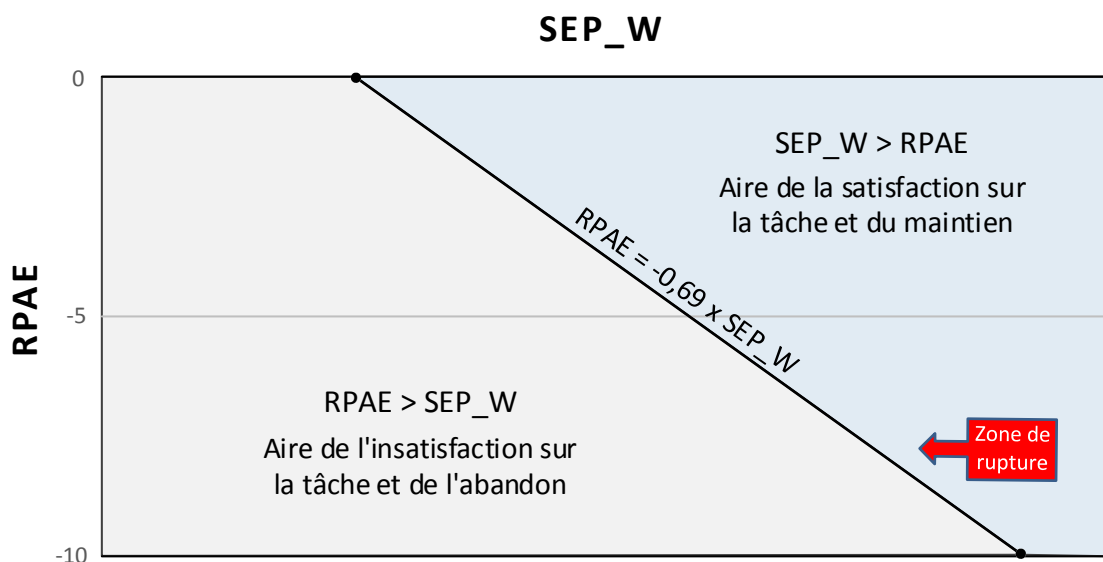 SEP_W
0
SEP_W > RPAE
Aire de la satisfaction sur
la tâche et du maintien
RPAE = -0,69 x SEP_W
RPAE
-5
RPAE > SEP_W
Aire de l'insatisfaction sur
la tâche et de l'abandon
Zone de
rupture
-10